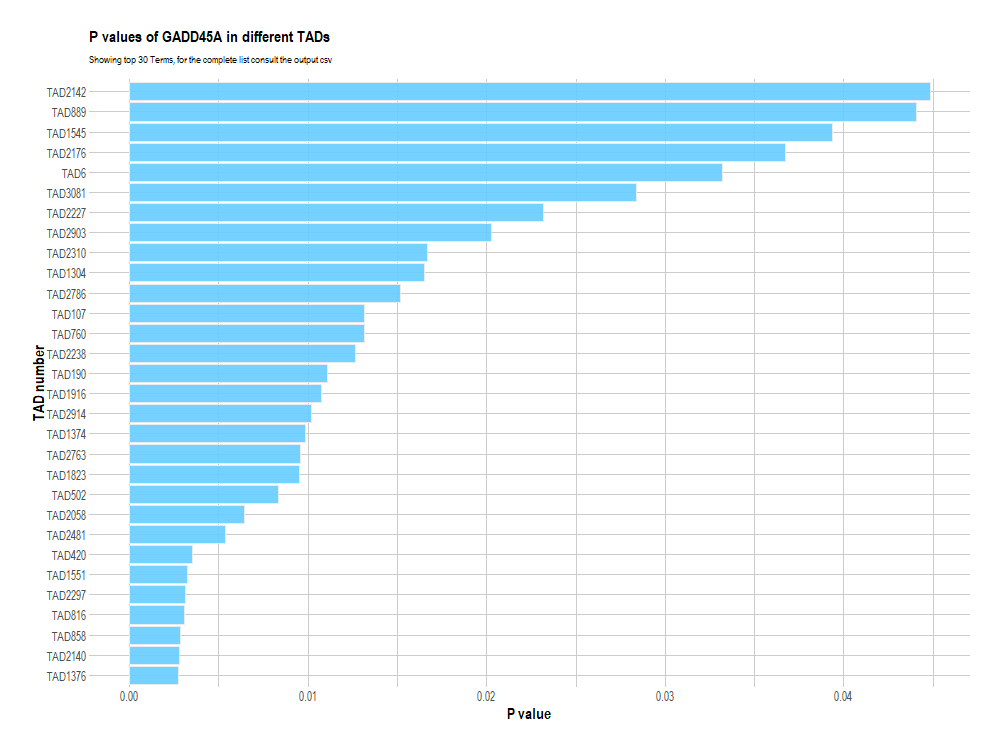 P values of GADD45A in different TADs
Showing top 30 Terms, for the complete list consult the output csv
TAD number
TAD2142
TAD889
TAD1545
TAD2176
TAD6
TAD3081
TAD2227
TAD2903
TAD2310
TAD1304
TAD2786
TAD107
TAD760
TAD2238
TAD190
TAD1916
TAD2914
TAD1374
TAD2763
TAD1823
TAD502
TAD2058
TAD2481
TAD420
TAD1551
TAD2297
TAD816
TAD858
TAD2140
TAD1376
0.00 0.01 0.02 0.03 0.04
P value